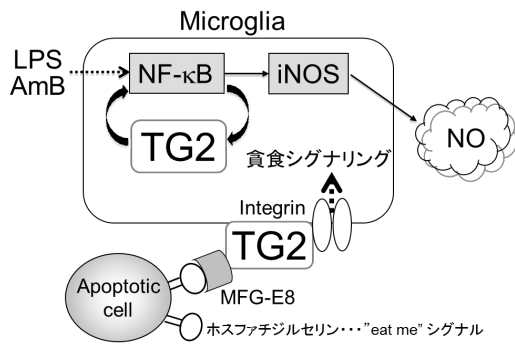 Microglia
LPS
AmB
NF-κB
iNOS
TG2
NO
貪食シグナリング
Integrin
TG2
MFG-E8
Apoptotic
cell
ホスファチジルセリン・・・”eat me” シグナル